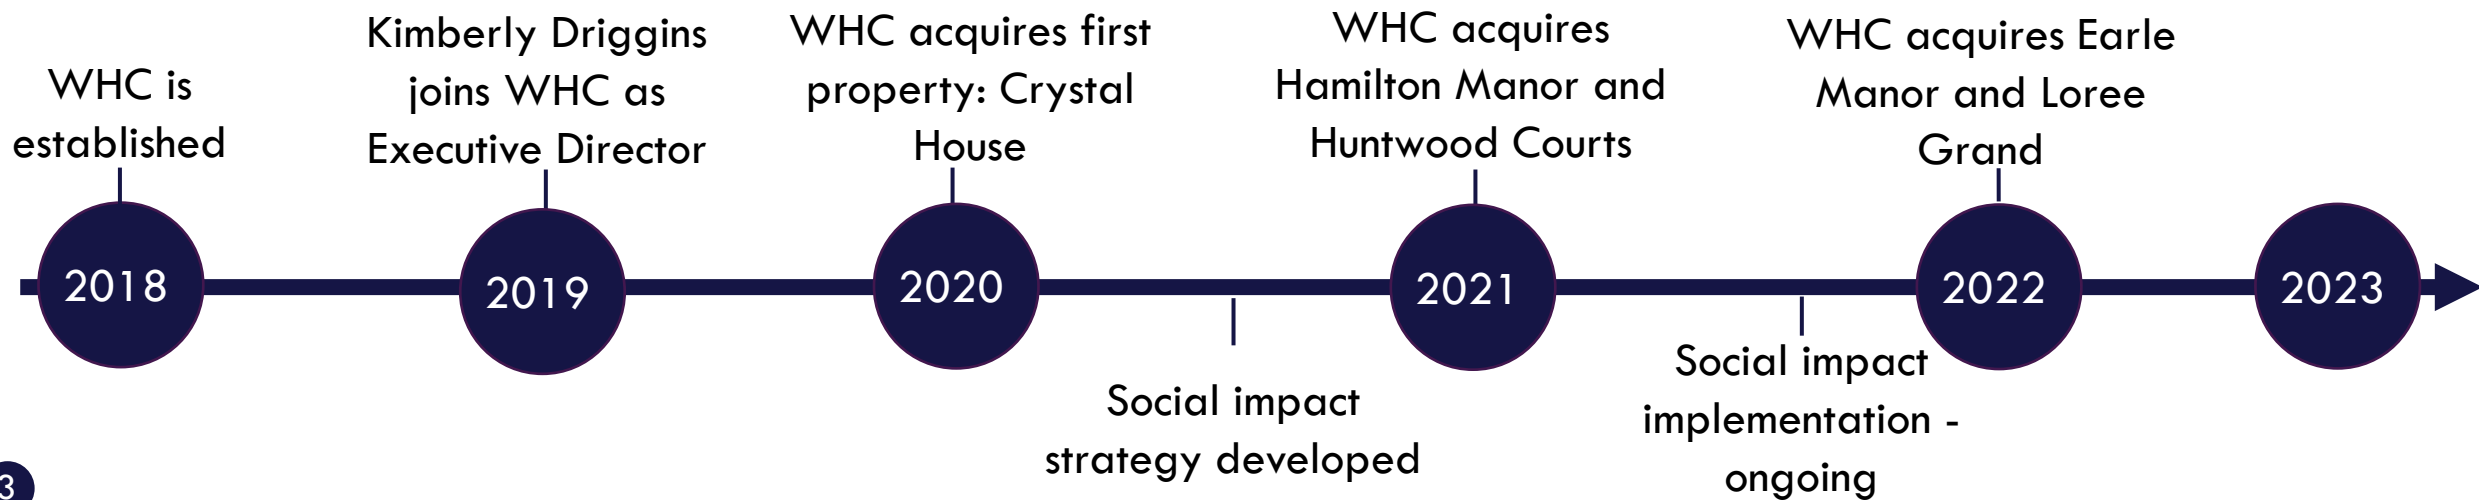 WHC is
established
Kimberly Driggins
joins WHC as
Executive Director
WHC acquires first
property: Crystal
House
WHC acquires
Hamilton Manor and
Huntwood Courts
WHC acquires Earle
Manor and Loree
Grand
2018
2019
2020
2021
2022
2023
Social impact
strategy developed
Social impact
implementation -
ongoing
3